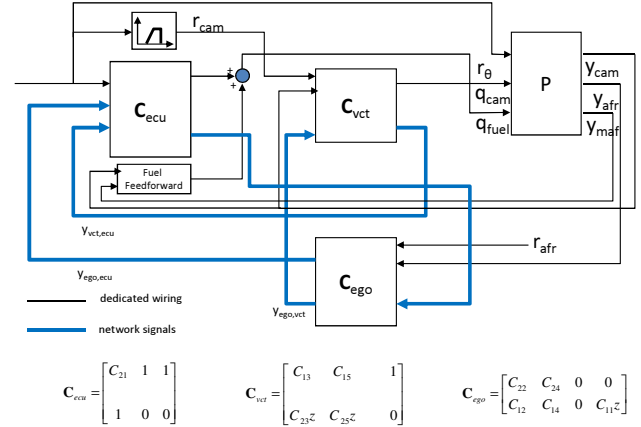 r_cam
+
+
C_ecu
C_vct
r_θ
q_cam
q_fuel
P
y_cam
y_afr
y_maf
Fuel
Feedforward
y_vct,ecu
y_ego,ecu
C_ego
r_afr
y_ego,vct
dedicated wiring
network signals
C_ecu = [C_21 1 1
1 0 0]
C_vct = [C_13 C_15 1
C_23 z C_25 z 0]
C_ego = [C_22 C_24 0 0
C_12 C_14 0 C_11 z]